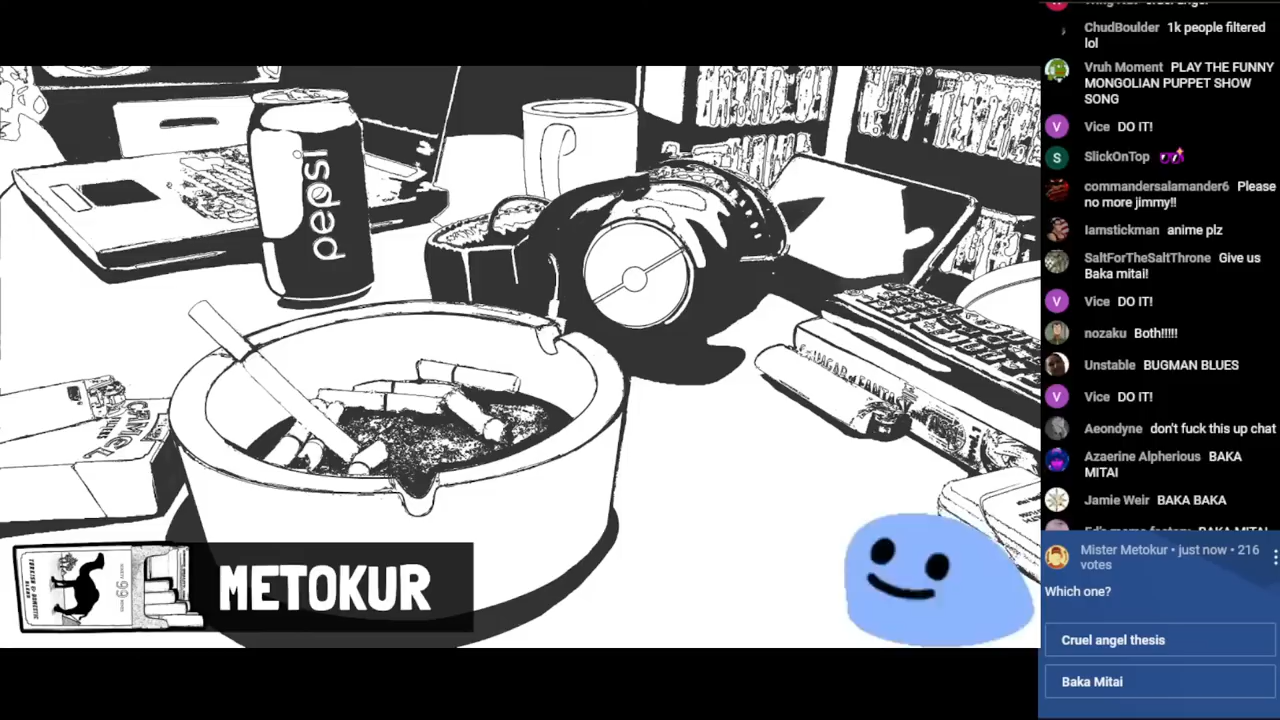 pepsi
CAMEL
METOKUR
ChudBoulder 1k people filtered
lol
Vruh Moment PLAY THE FUNNY
MONGOLIAN PUPPET SHOW
SONG
V Vice DO IT!
S SlickOnTop
commandersalamander6 Please
no more jimmy!!
Iamstickman anime plz
SaltForTheSaltThrone Give us
Baka mitai!
V Vice DO IT!
nozaku Both!!!!!
Unstable BUGMAN BLUES
V Vice DO IT!
Aeondyne don't fuck this up chat
Azaerine Alpherious BAKA
MITAI
Jamie Weir BAKA BAKA
Mister Metokur • just now • 216
votes
Which one?
Cruel angel thesis
Baka Mitai